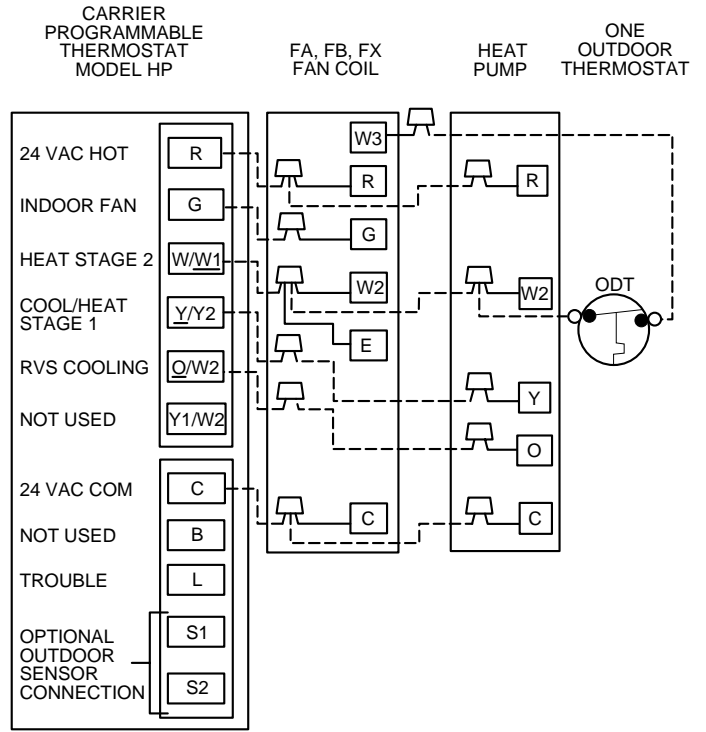 CARRIER
PROGRAMMABLE
THERMOSTAT
MODEL HP
FA, FB, FX
FAN COIL
HEAT
PUMP
ONE
OUTDOOR
THERMOSTAT
24 VAC HOT
R
INDOOR FAN
G
HEAT STAGE 2
W/W1
COOL/HEAT
STAGE 1
Y/Y2
RVS COOLING
O/W2
NOT USED
Y1/W2
24 VAC COM
C
NOT USED
B
TROUBLE
L
OPTIONAL
OUTDOOR
SENSOR
CONNECTION
S1
S2
W3
R
G
W2
E
C
R
W2
Y
O
C
ODT